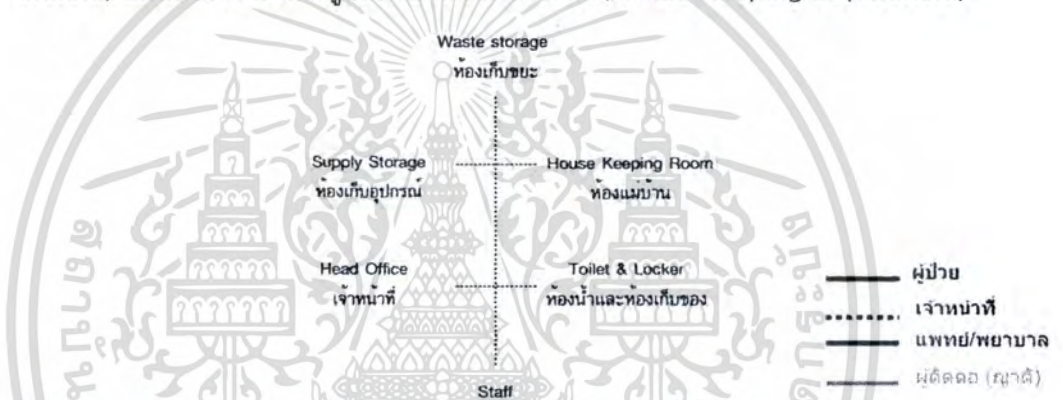 Waste storage
ห้องเก็บขยะ
Supply Storage
ห้องเก็บอุปกรณ์
House Keeping Room
ห้องแม่บ้าน
Head Office
เจ้าหน้าที่
Toilet & Locker
ห้องน้ำและห้องเก็บของ
Staff
ผู้ป่วย
เจ้าหน้าที่
แพทย์/พยาบาล
ผู้ติดต่อ (ญาติ)